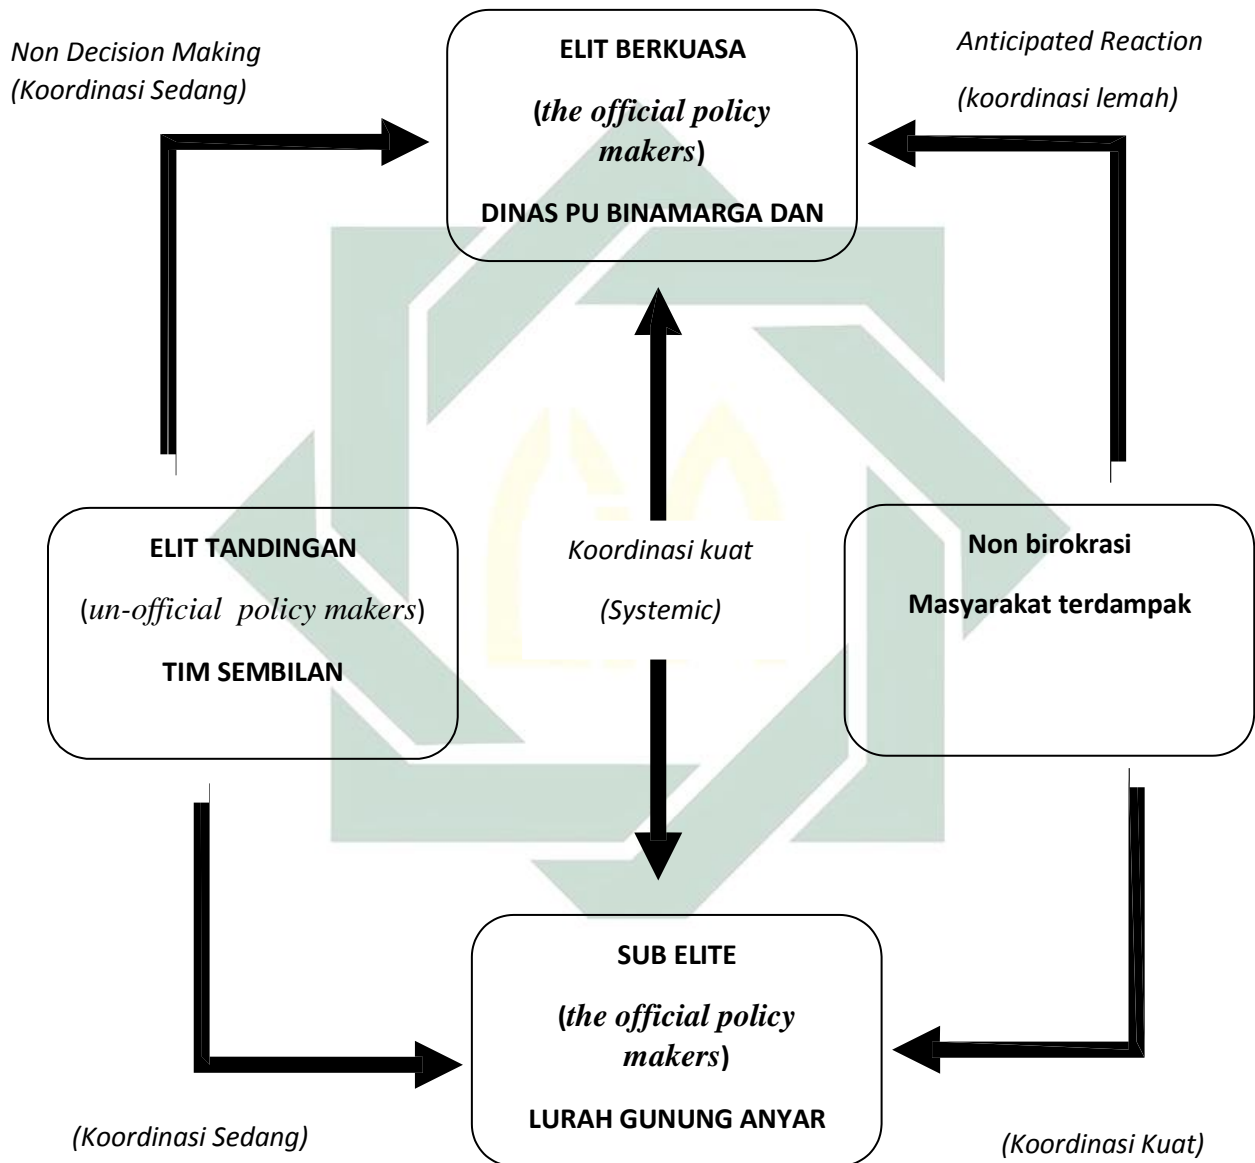 Non Decision Making
(Koordinasi Sedang)
ELIT BERKUASA
(the official policy
makers)
DINAS PU BINAMARGA DAN
Anticipated Reaction
(koordinasi lemah)
ELIT TANDINGAN
(un-official policy makers)
TIM SEMBILAN
Koordinasi kuat
(Systemic)
Non birokrasi
Masyarakat terdampak
SUB ELITE
(the official policy
makers)
LURAH GUNUNG ANYAR
(Koordinasi Sedang)
(Koordinasi Kuat)